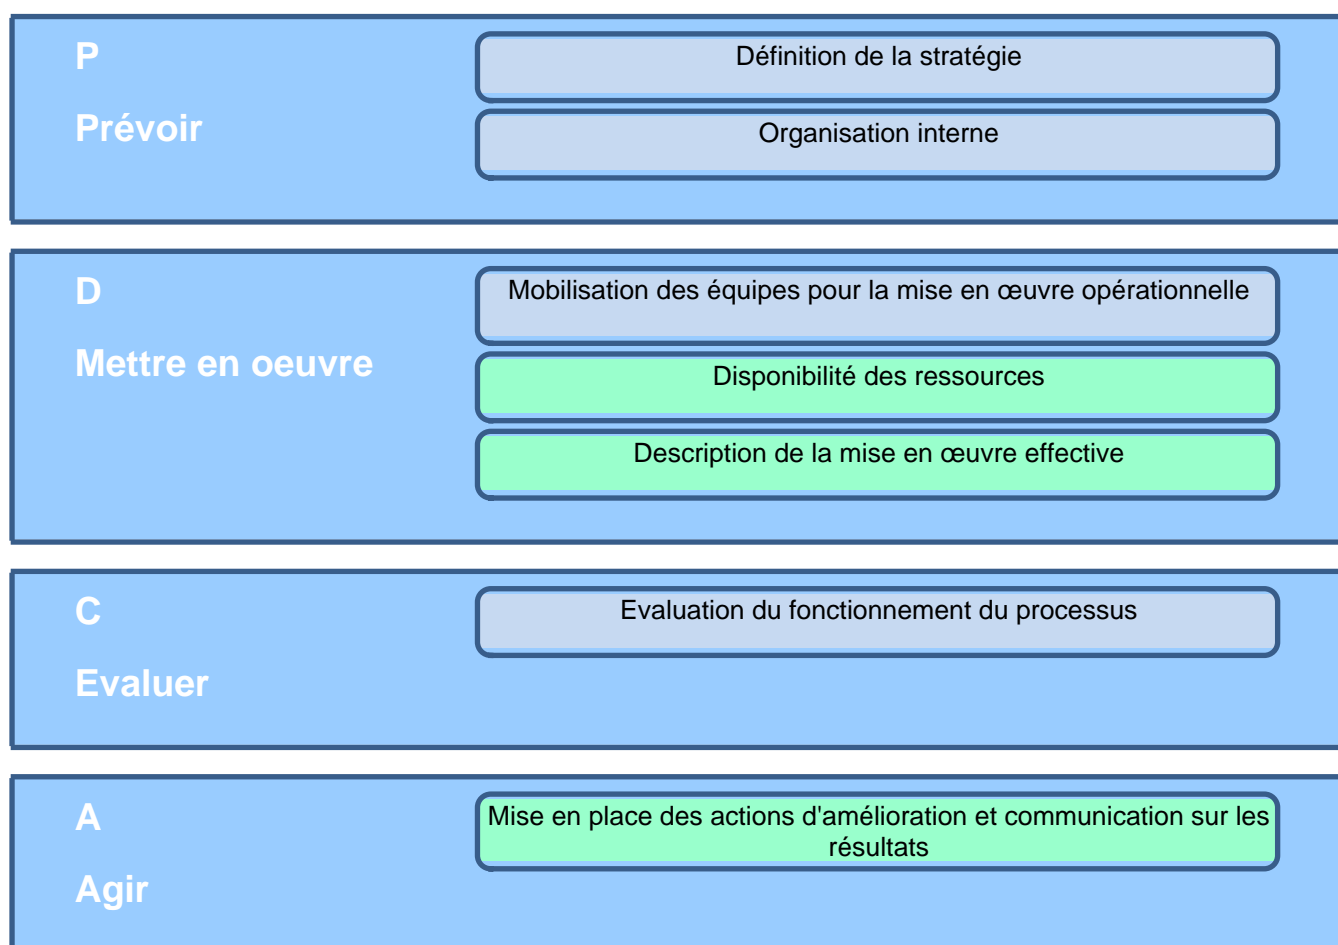 P
Prévoir
Définition de la stratégie
Organisation interne
D
Mettre en oeuvre
Mobilisation des équipes pour la mise en œuvre opérationnelle
Disponibilité des ressources
Description de la mise en œuvre effective
C
Evaluer
Evaluation du fonctionnement du processus
A
Agir
Mise en place des actions d'amélioration et communication sur les
résultats